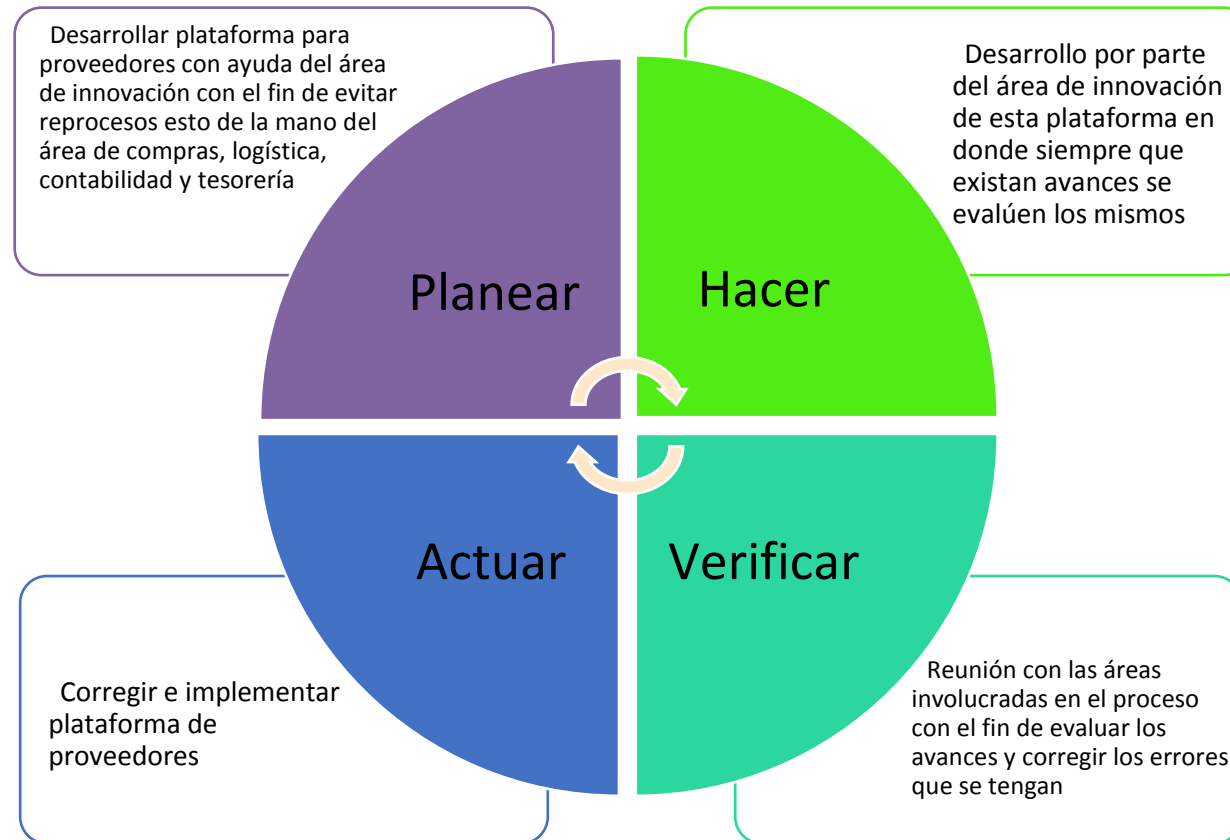 Desarrollar plataforma para
proveedores con ayuda del área
de innovación con el fin de evitar
reprocesos esto de la mano del
área de compras, logística,
contabilidad y tesorería
Desarrollo por parte
del área de innovación
de esta plataforma en
donde siempre que
existan avances se
evalúen los mismos
Planear
Hacer
Actuar
Verificar
Corregir e implementar
plataforma de
proveedores
Reunión con las áreas
involucradas en el proceso
con el fin de evaluar los
avances y corregir los errores
que se tengan